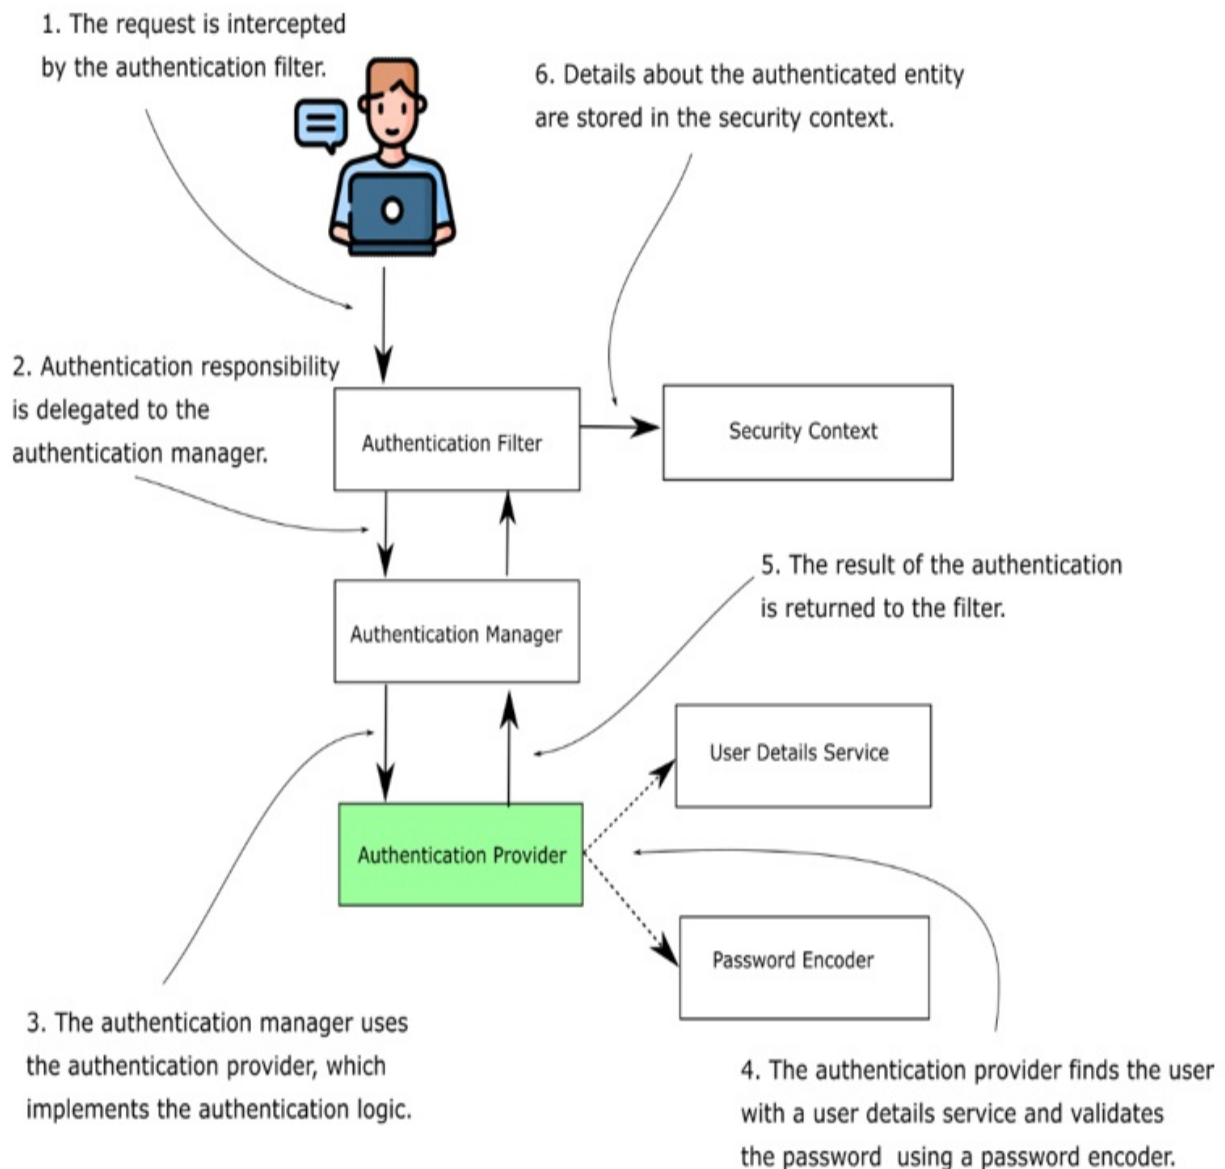 1. The request is intercepted
by the authentication filter.
6. Details about the authenticated entity
are stored in the security context.
2. Authentication responsibility
is delegated to the
authentication manager.
Authentication Filter
Security Context
5. The result of the authentication
is returned to the filter.
Authentication Manager
User Details Service
Authentication Provider
Password Encoder
3. The authentication manager uses
the authentication provider, which
implements the authentication logic.
4. The authentication provider finds the user
with a user details service and validates
the password  using a password encoder.